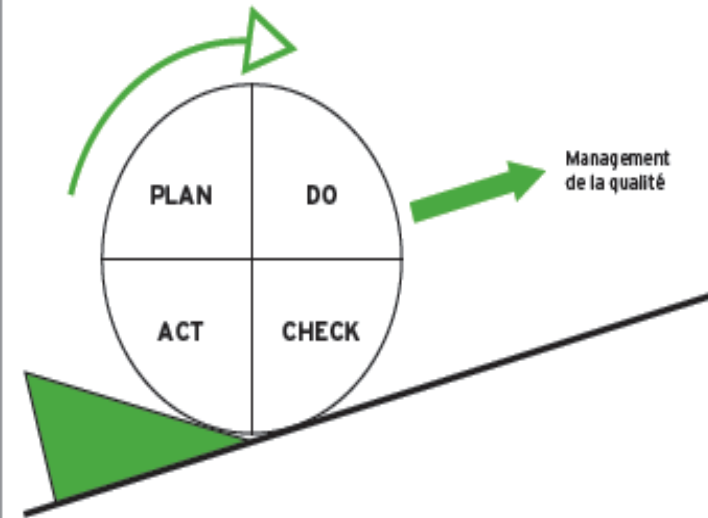 PLAN
DO
Management
de la qualité
ACT
CHECK